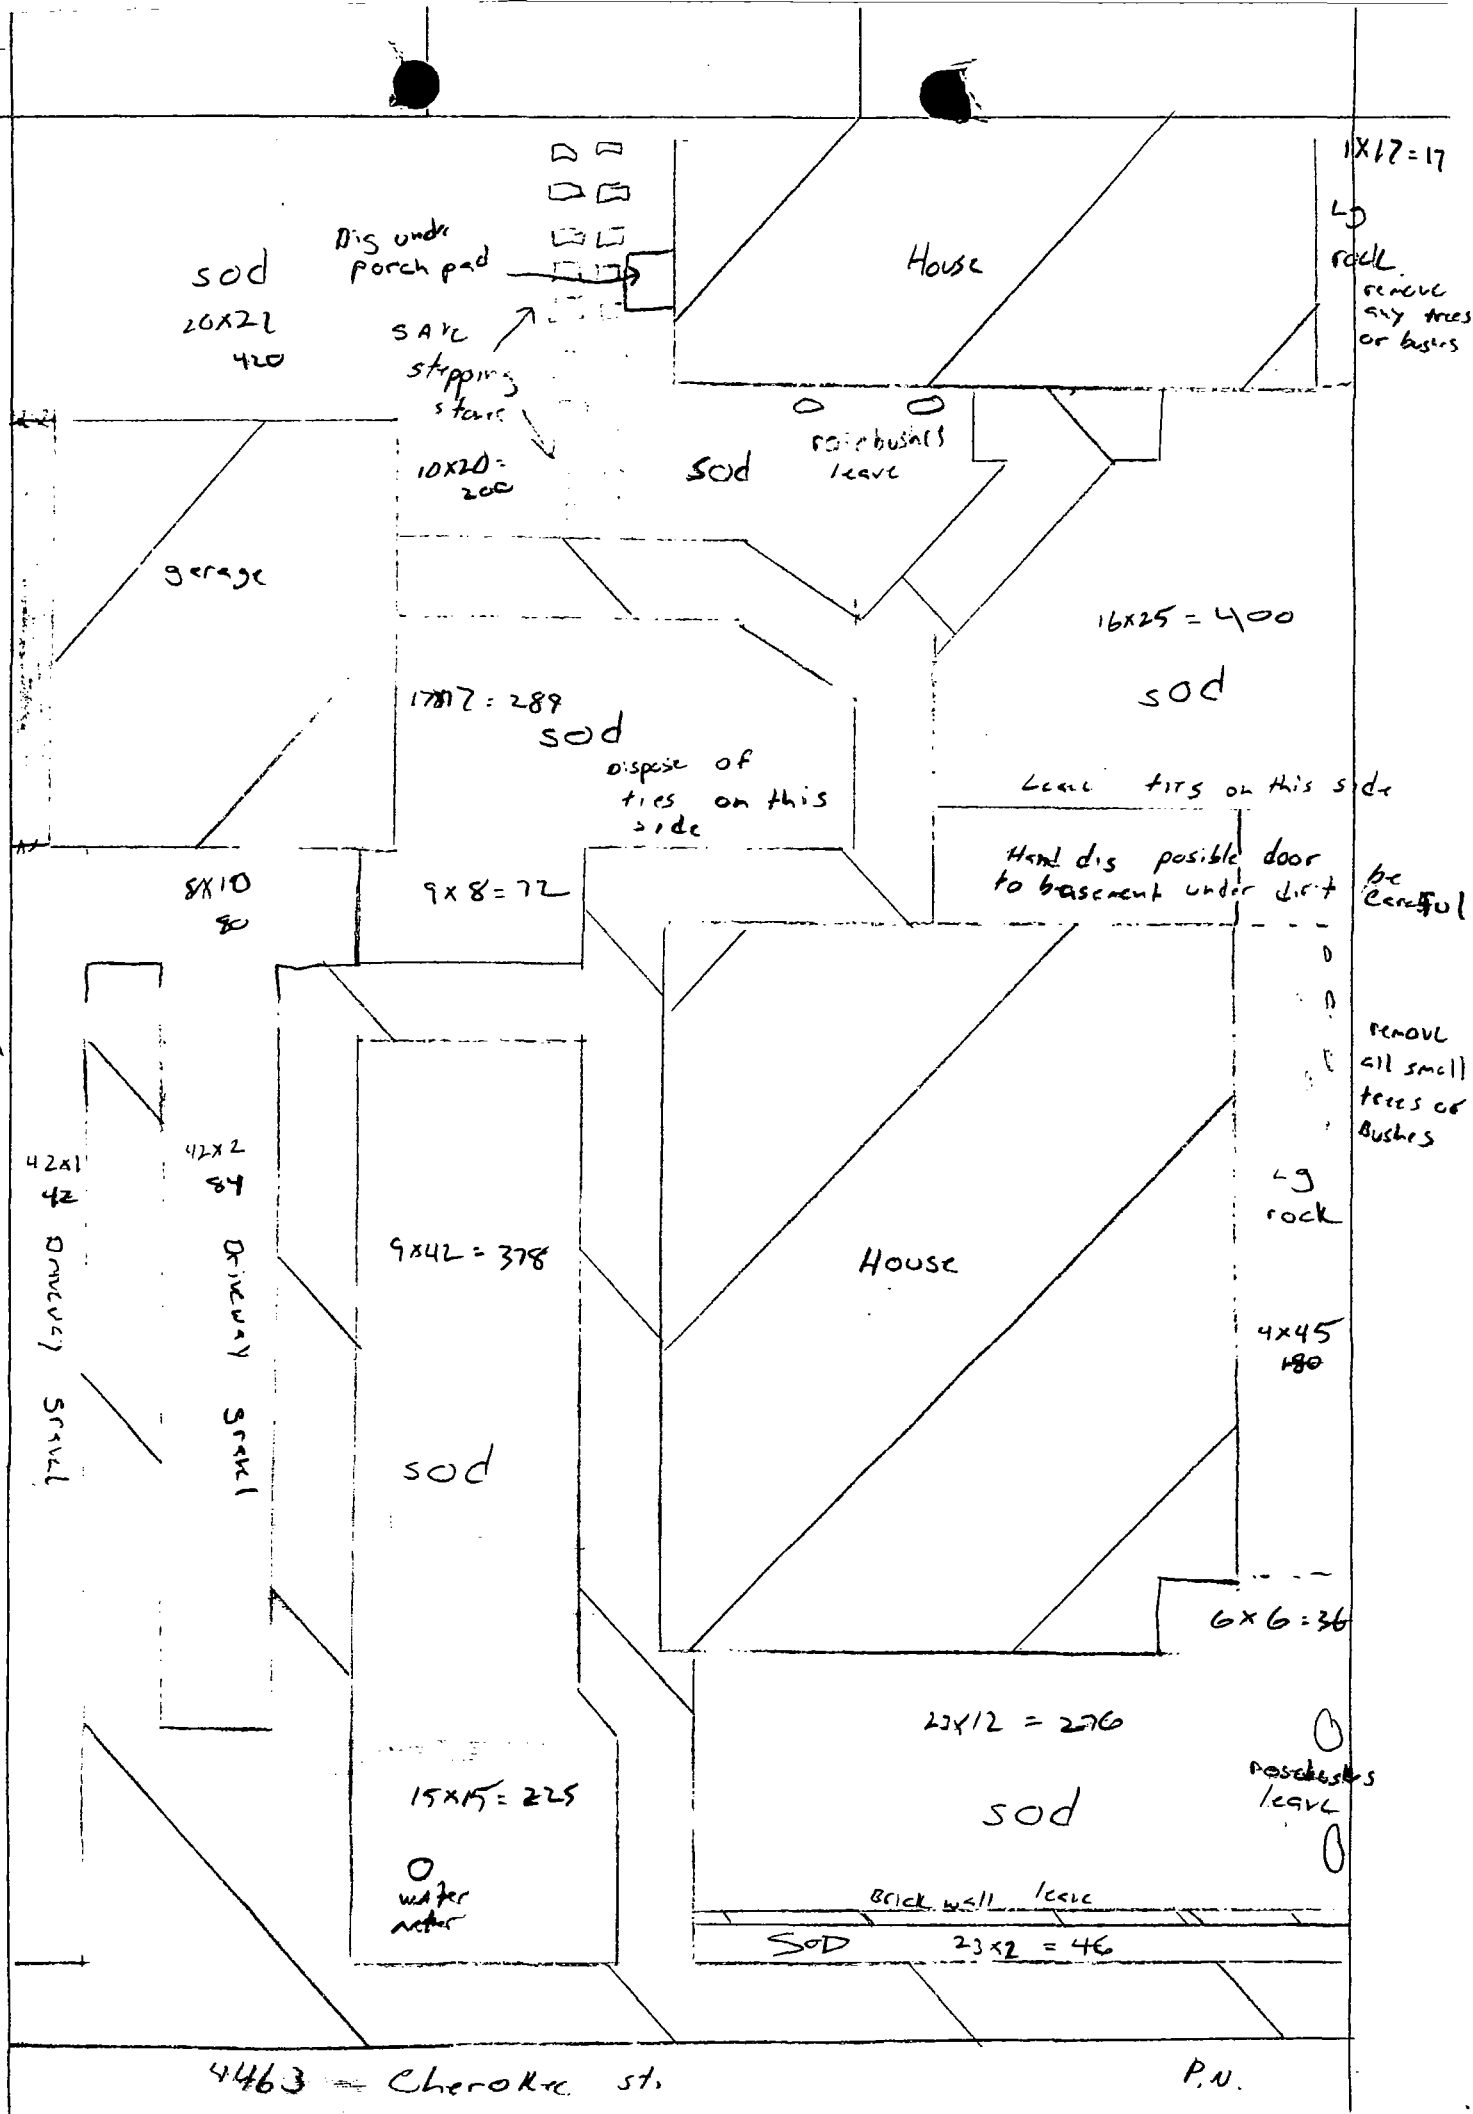 1X17=17
Lg
rock
remove
any trees
or bushes
Dig under
porch pad
House
sod
20X21
420
SAVE
stepping
stones
rosebushes
leave
10X20=
200
sod
garage
16X25 = 400
sod
17X17 = 289
sod
Dispose of
ties on this
side
Leave ties on this side
Hand dig posible door
to basement under dirt
be
Careful
8X10
80
9 X 8 = 72
remove
all small
trees or
Bushes
42X1
42
42X2
84
Lg
rock
Driveway Gravel
Driveway gravel
9X42 = 378
House
4X45
180
sod
6 X 6 = 36
23X12 = 276
15X15 = 225
rosebushes
leave
sod
water
meter
Brick wall leave
SOD 23X2 = 46
4463 - Cherokee st.
P.N.